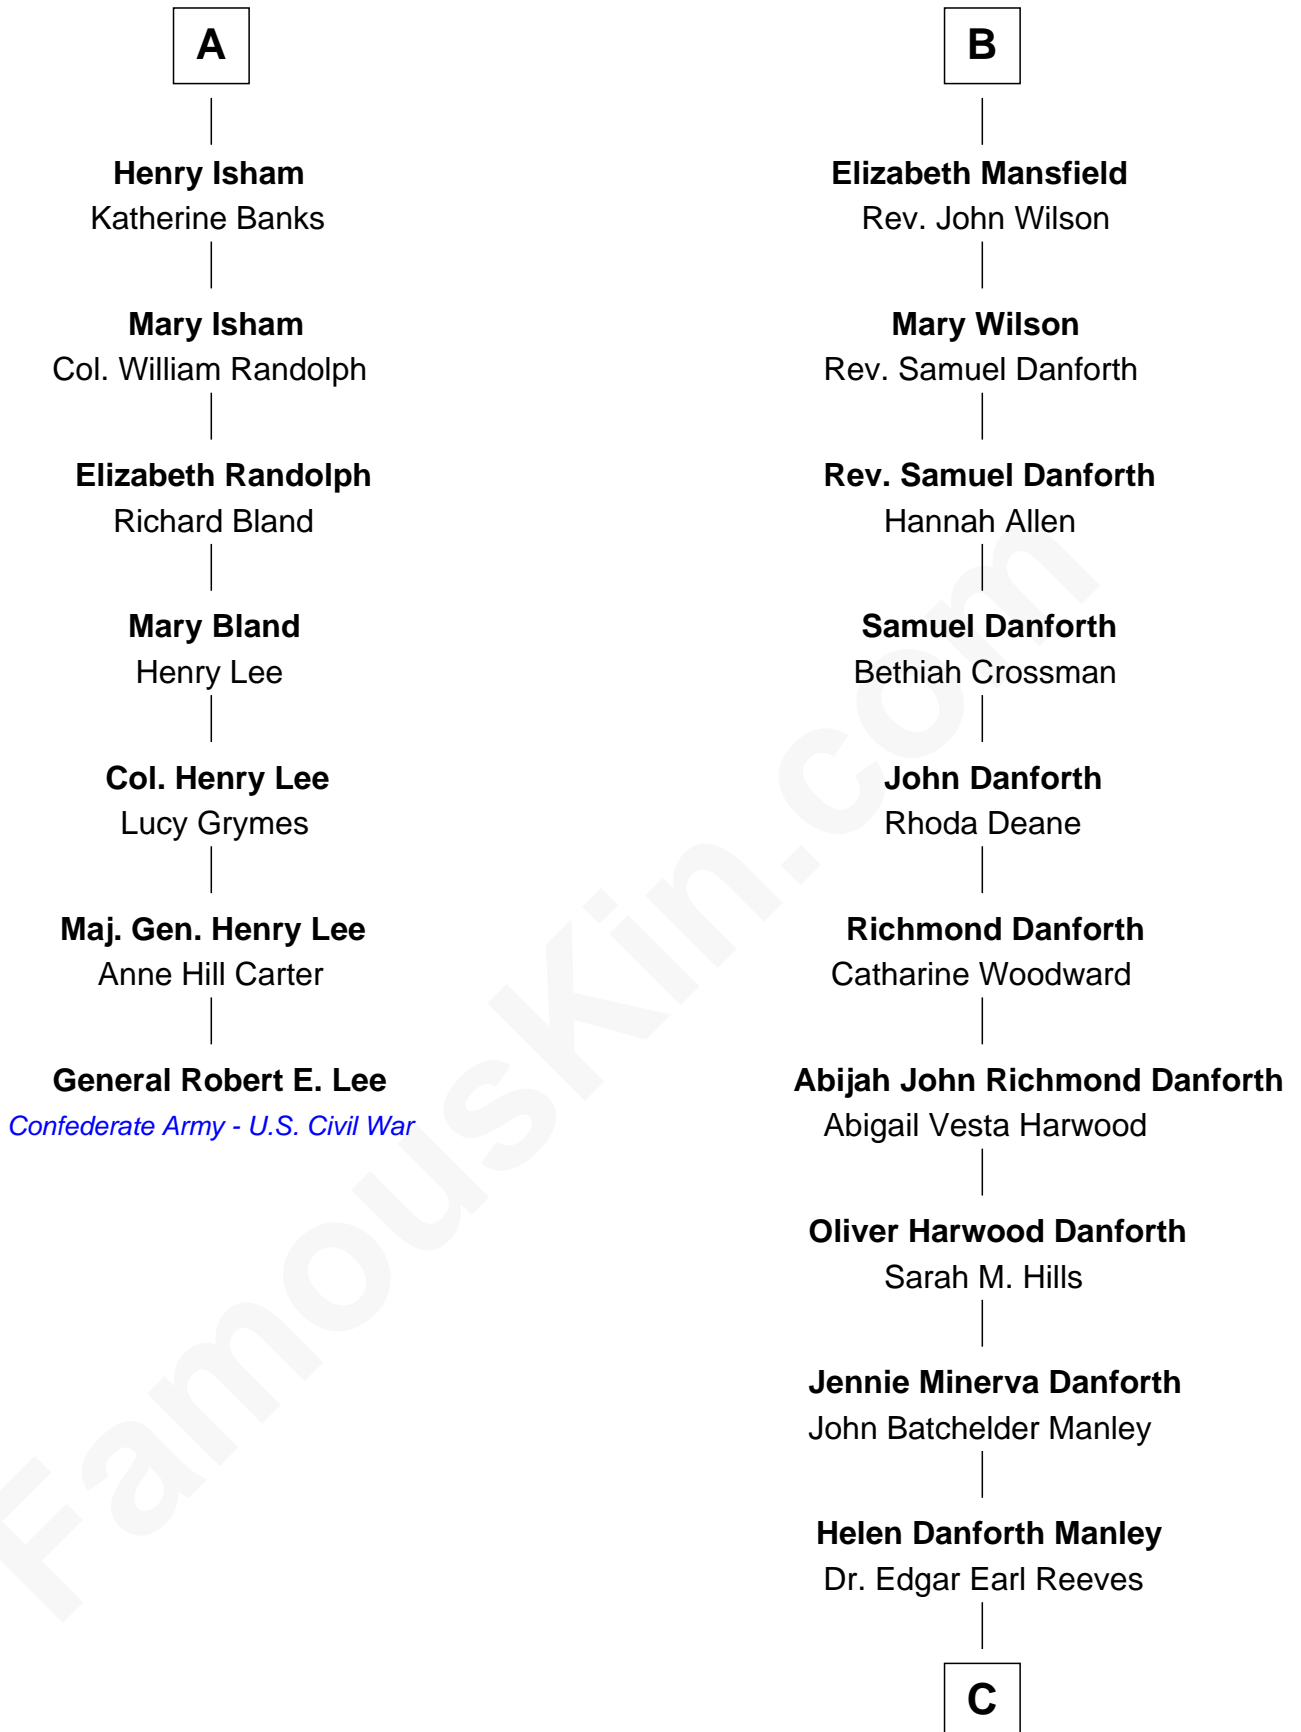 A
Henry Isham
Katherine Banks
Mary Isham
Col. William Randolph
Elizabeth Randolph
Richard Bland
Mary Bland
Henry Lee
Col. Henry Lee
Lucy Grymes
Maj. Gen. Henry Lee
Anne Hill Carter
General Robert E. Lee
Confederate Army - U.S. Civil War
B
Elizabeth Mansfield
Rev. John Wilson
Mary Wilson
Rev. Samuel Danforth
Rev. Samuel Danforth
Hannah Allen
Samuel Danforth
Bethiah Crossman
John Danforth
Rhoda Deane
Richmond Danforth
Catharine Woodward
Abijah John Richmond Danforth
Abigail Vesta Harwood
Oliver Harwood Danforth
Sarah M. Hills
Jennie Minerva Danforth
John Batchelder Manley
Helen Danforth Manley
Dr. Edgar Earl Reeves
C
FamousKin.com